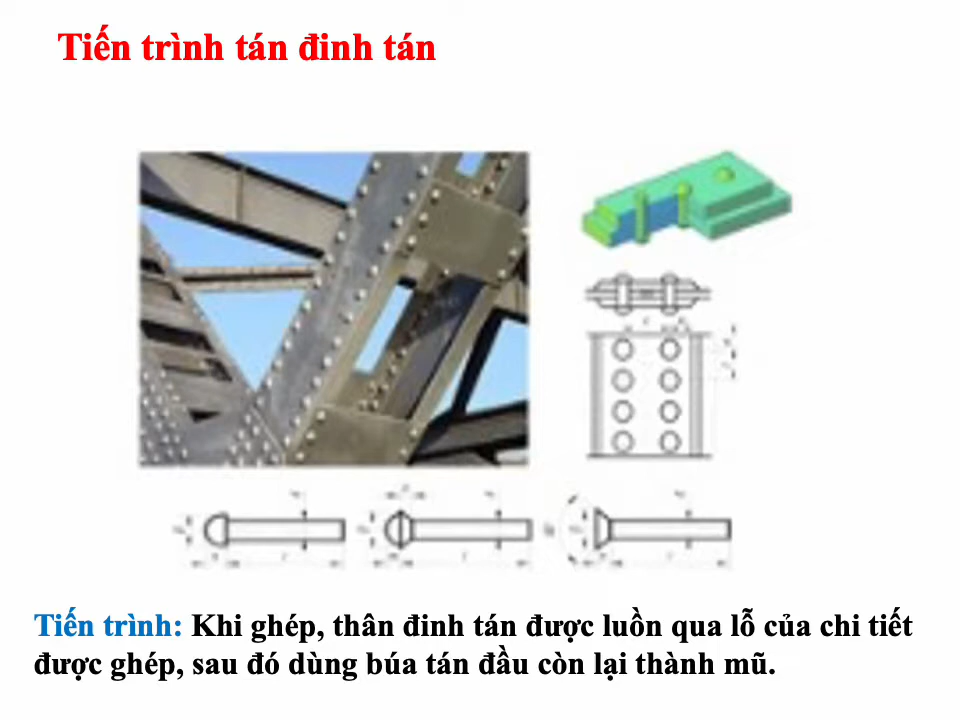 Tiến trình tán đinh tán
Tiến trình: Khi ghép, thân đinh tán được luồn qua lỗ của chi tiết
được ghép, sau đó dùng búa tán đầu còn lại thành mũ.